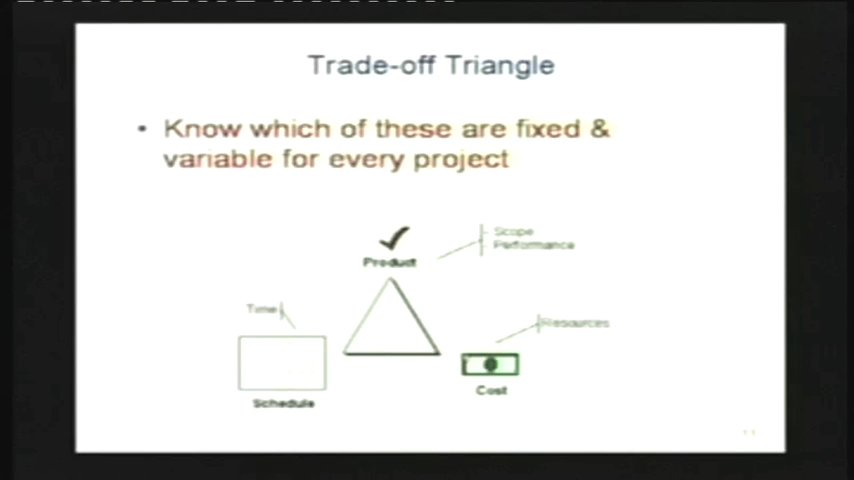 Trade-off Triangle
• Know which of these are fixed &
variable for every project
Scope
Performance
Product
Time
Resources
Cost
Schedule